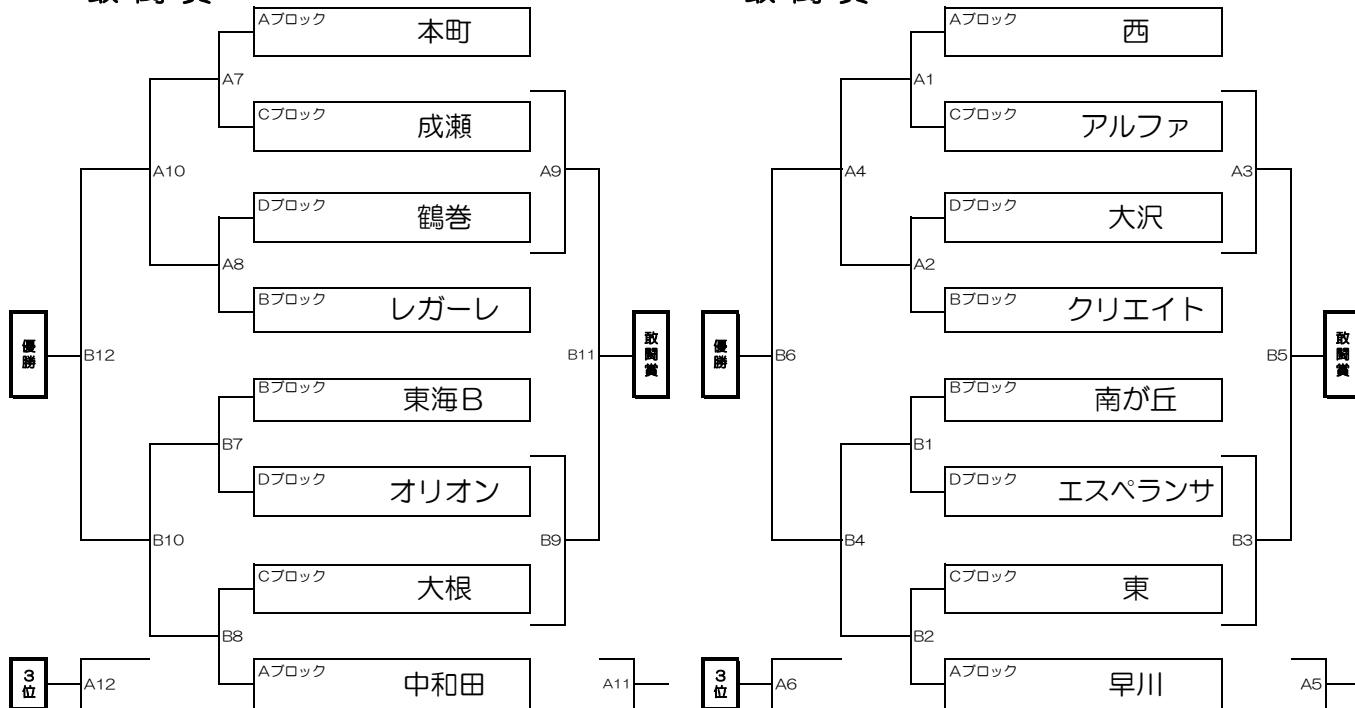 Aブロック 本町
A7
Cブロック 成瀬
A10 A9
Dブロック 鶴巻
A8
Bブロック レガーレ
優勝 B12 B11 敢闘賞
Bブロック 東海B
B7
Dブロック オリオン
B10 B9
Cブロック 大根
B8
3位 A12 Aブロック 中和田 A11
Aブロック 西
A1
Cブロック アルファ
A4 A3
Dブロック 大沢
A2
Bブロック クリエイト
優勝 B6 B5 敢闘賞
Bブロック 南が丘
B1
Dブロック エスペランサ
B4 B3
Cブロック 東
B2
3位 A6 Aブロック 早川 A5